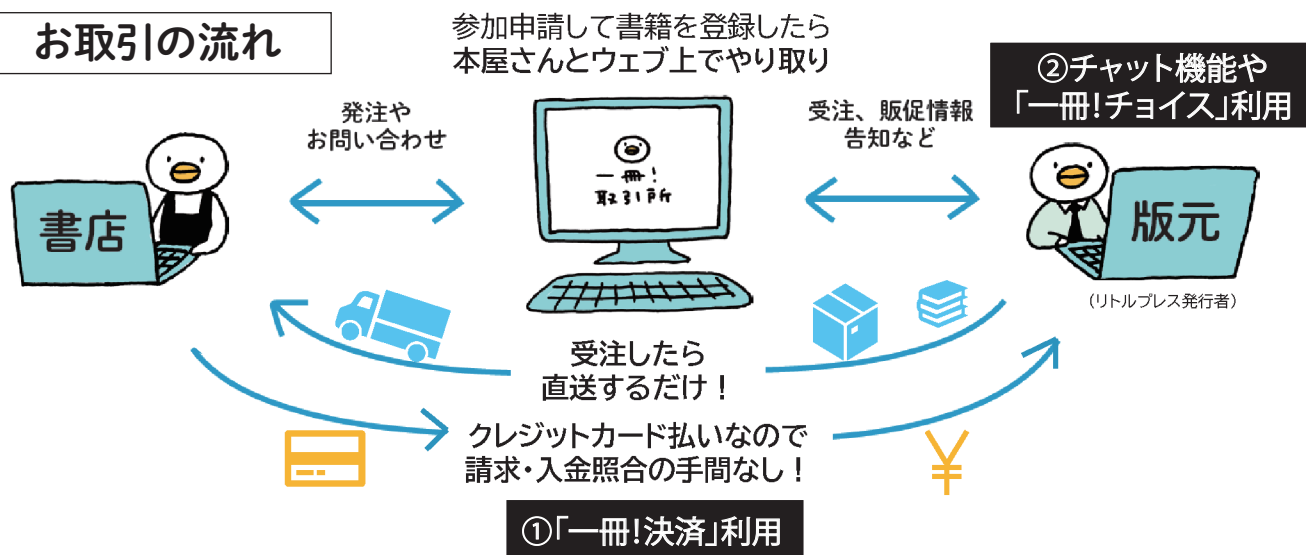 お取引の流れ
参加申請して書籍を登録したら
本屋さんとウェブ上でやり取り
②チャット機能や
「一冊!チョイス」利用
発注や
お問い合わせ
受注、販促情報
告知など
一冊!
取引所
書店
版元
(リトルプレス発行者)
受注したら
直送するだけ!
クレジットカード払いなので
請求・入金照合の手間なし!
¥
①「一冊!決済」利用